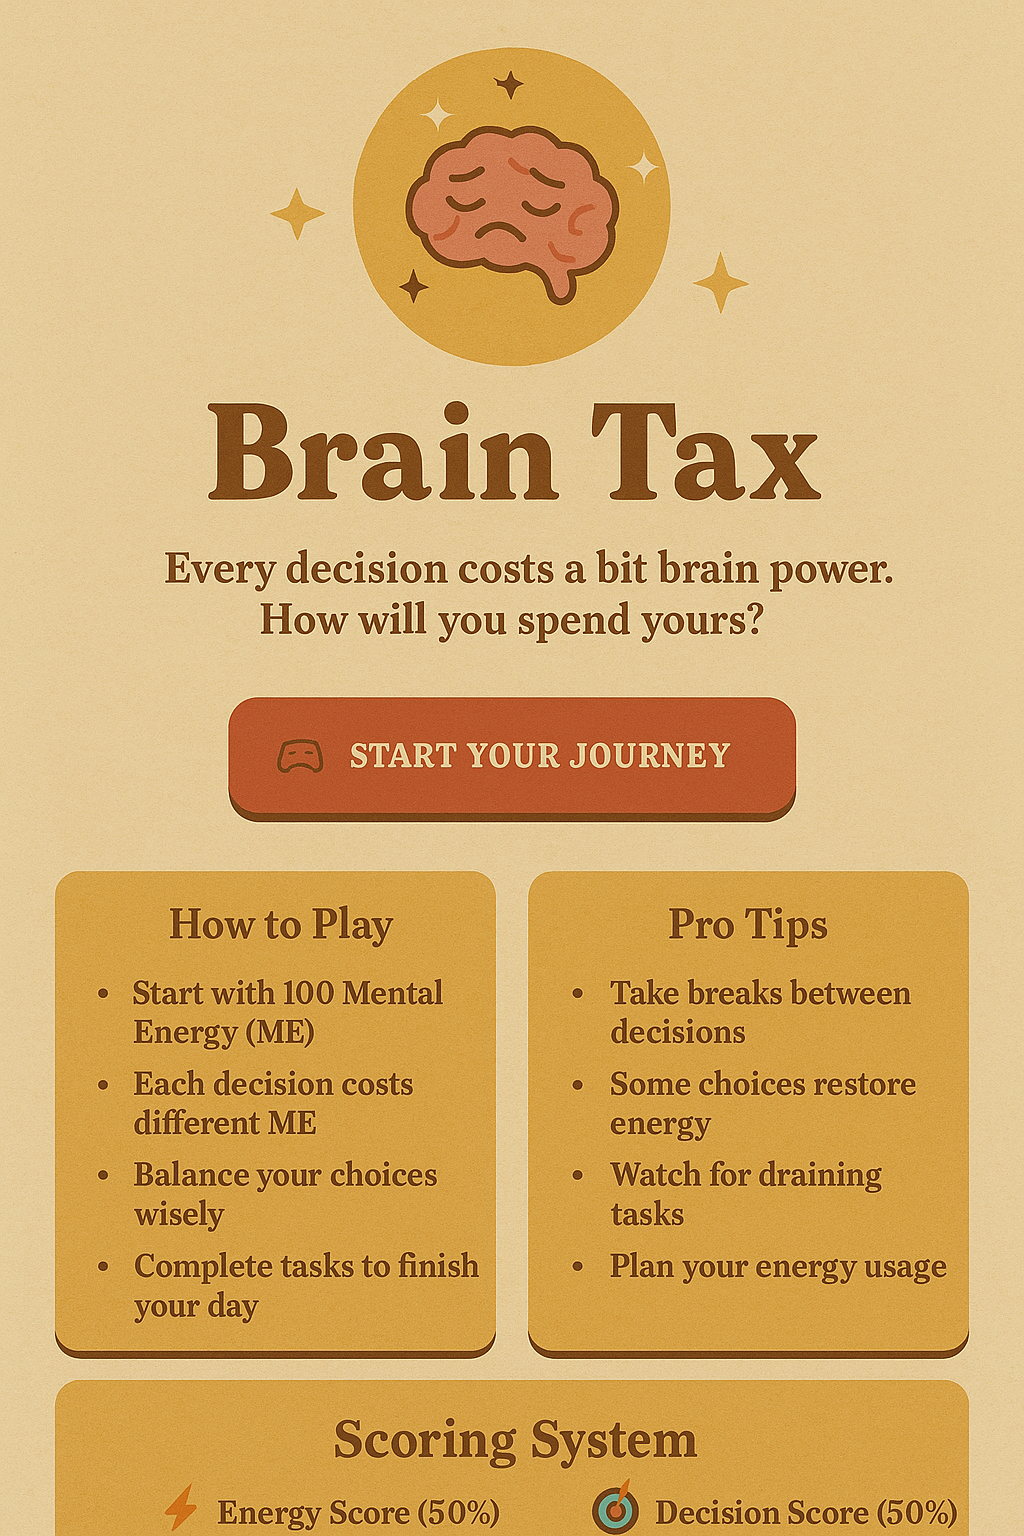 Brain Tax
Every decision costs a bit brain power.
How will you spend yours?
START YOUR JOURNEY
How to Play
• Start with 100 Mental
Energy (ME)
• Each decision costs
different ME
• Balance your choices
wisely
• Complete tasks to finish
your day
Pro Tips
• Take breaks between
decisions
• Some choices restore
energy
• Watch for draining
tasks
• Plan your energy usage
Scoring System
Energy Score (50%)
Decision Score (50%)